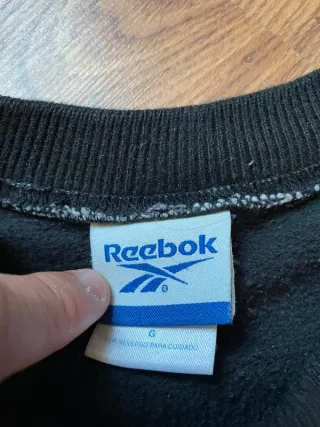 Reebok
®
G
VER REVERSO PARA CUIDADO